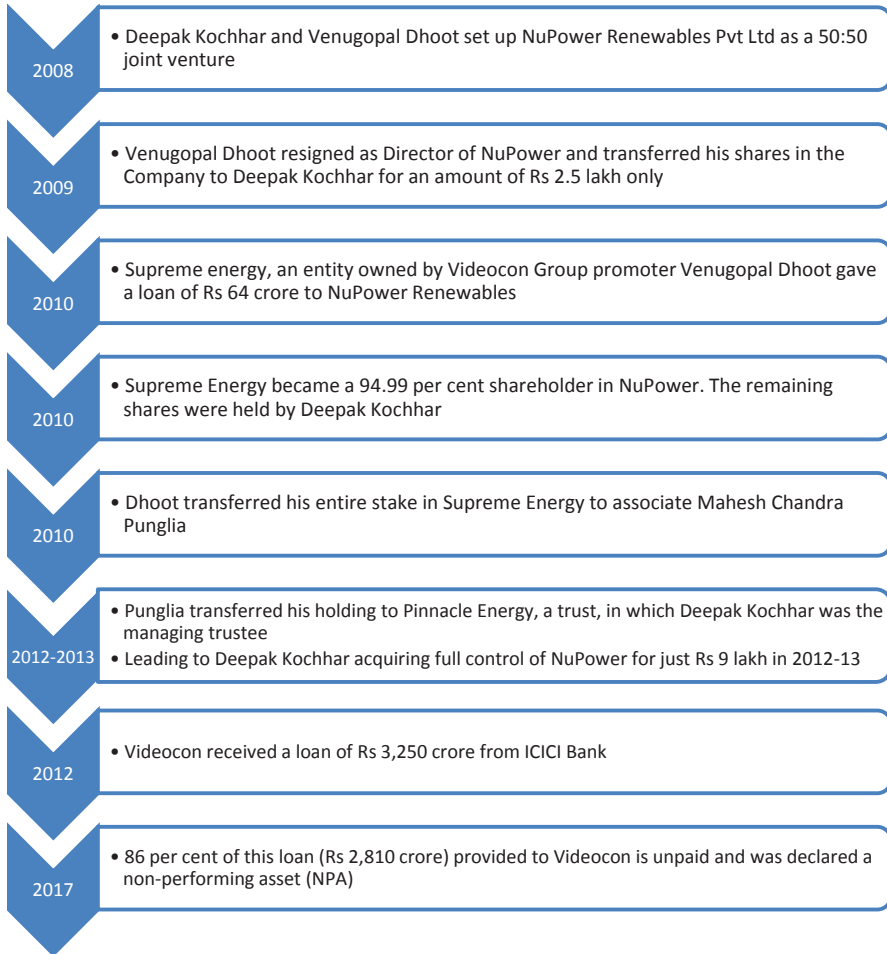 2008
• Deepak Kochhar and Venugopal Dhoot set up NuPower Renewables Pvt Ltd as a 50:50
joint venture
2009
• Venugopal Dhoot resigned as Director of NuPower and transferred his shares in the
Company to Deepak Kochhar for an amount of Rs 2.5 lakh only
2010
• Supreme energy, an entity owned by Videocon Group promoter Venugopal Dhoot gave
a loan of Rs 64 crore to NuPower Renewables
2010
• Supreme Energy became a 94.99 per cent shareholder in NuPower. The remaining
shares were held by Deepak Kochhar
2010
• Dhoot transferred his entire stake in Supreme Energy to associate Mahesh Chandra
Punglia
2012-2013
• Punglia transferred his holding to Pinnacle Energy, a trust, in which Deepak Kochhar was the
managing trustee
• Leading to Deepak Kochhar acquiring full control of NuPower for just Rs 9 lakh in 2012-13
2012
• Videocon received a loan of Rs 3,250 crore from ICICI Bank
2017
• 86 per cent of this loan (Rs 2,810 crore) provided to Videocon is unpaid and was declared a
non-performing asset (NPA)